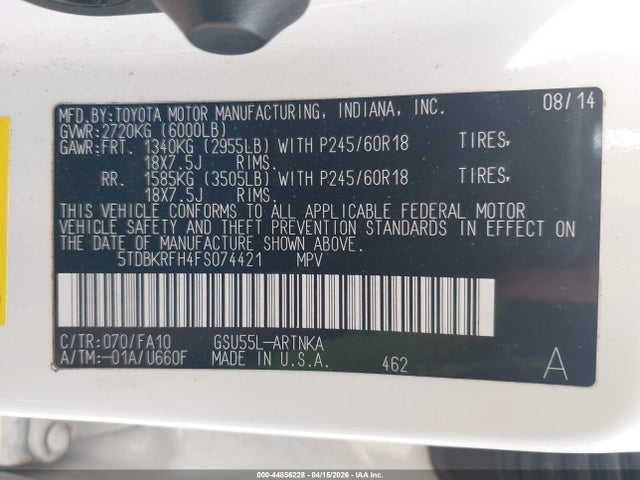 MFD.BY:TOYOTA MOTOR MANUFACTURING, INDIANA, INC. 08/14
GVWR:2720KG (6000LB)
GAWR:FRT. 1340KG (2955LB) WITH P245/60R18 TIRES,
18X7.5J RIMS.
RR. 1585KG (3505LB) WITH P245/60R18 TIRES,
18X7.5J RIMS.
THIS VEHICLE CONFORMS TO ALL APPLICABLE FEDERAL MOTOR
VEHICLE SAFETY AND THEFT PREVENTION STANDARDS IN EFFECT ON
THE DATE OF MANUFACTURE SHOWN ABOVE.
5TDBKRFH4FS074421 MPV
C/TR:070/FA10 GSU55L-ARTNKA
A/TM:-01A/U660F MADE IN U.S.A. 462 A
000-44856228 - 04/15/2026 - IAA Inc.